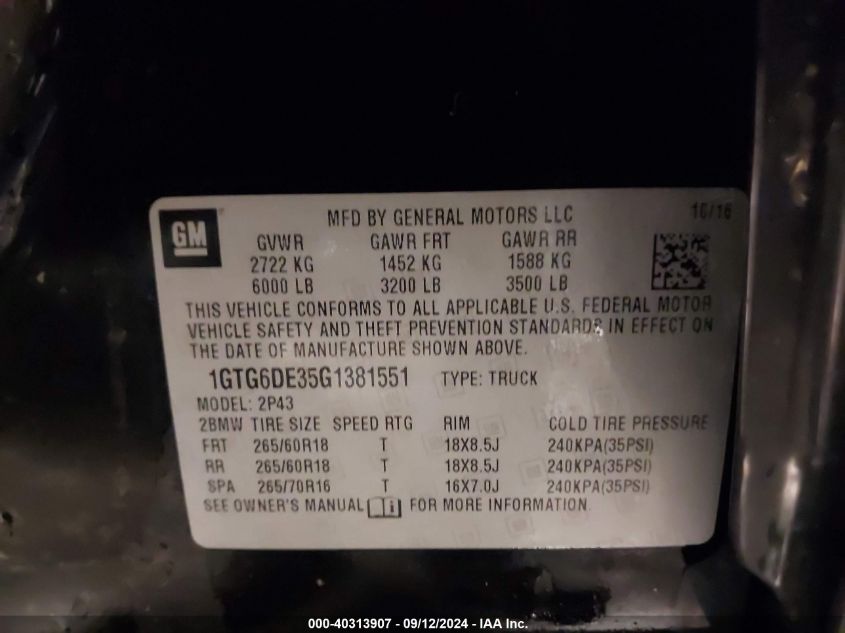 GM
MFD BY GENERAL MOTORS LLC
GVWR GAWR FRT GAWR RR
2722 KG 1452 KG 1588 KG
6000 LB 3200 LB 3500 LB
THIS VEHICLE CONFORMS TO ALL APPLICABLE U.S. FEDERAL MOTOR
VEHICLE SAFETY AND THEFT PREVENTION STANDARDS IN EFFECT ON
THE DATE OF MANUFACTURE SHOWN ABOVE.
1GTG6DE35G1381551 TYPE: TRUCK
MODEL: 2P43
2BMW TIRE SIZE SPEED RTG RIM COLD TIRE PRESSURE
FRT 265/60R18 T 18X8.5J 240KPA(35PSI)
RR 265/60R18 T 18X8.5J 240KPA(35PSI)
SPA 265/70R16 T 16X7.0J 240KPA(35PSI)
SEE OWNER'S MANUAL FOR MORE INFORMATION.
000-40313907 - 09/12/2024 - IAA Inc.